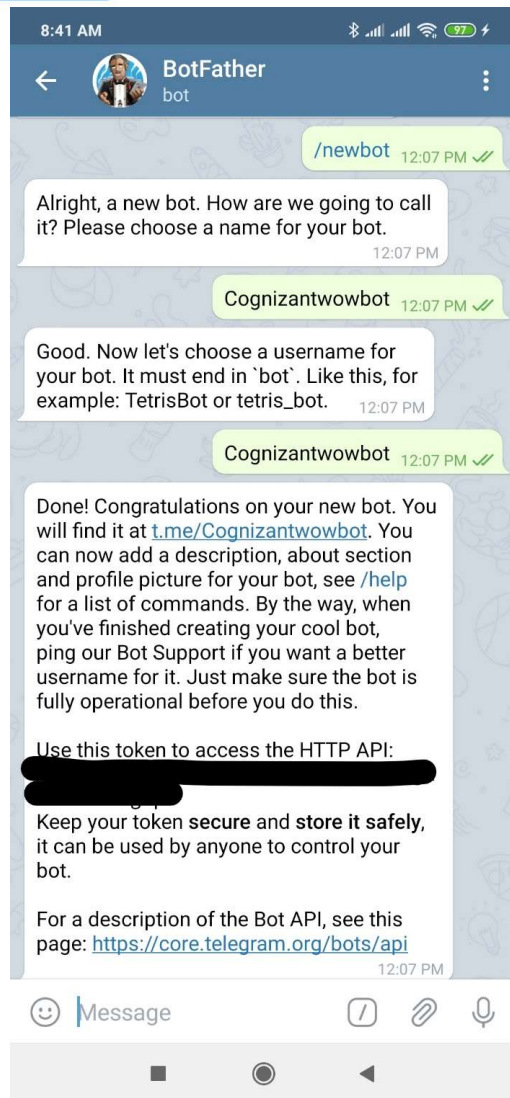 8:41 AM
97
BotFather
bot
/newbot 12:07 PM
Alright, a new bot. How are we going to call
it? Please choose a name for your bot.
12:07 PM
Cognizantwowbot 12:07 PM
Good. Now let's choose a username for
your bot. It must end in `bot`. Like this, for
example: TetrisBot or tetris_bot. 12:07 PM
Cognizantwowbot 12:07 PM
Done! Congratulations on your new bot. You
will find it at t.me/Cognizantwowbot. You
can now add a description, about section
and profile picture for your bot, see /help
for a list of commands. By the way, when
you've finished creating your cool bot,
ping our Bot Support if you want a better
username for it. Just make sure the bot is
fully operational before you do this.
Use this token to access the HTTP API:
Keep your token secure and store it safely,
it can be used by anyone to control your
bot.
For a description of the Bot API, see this
page: https://core.telegram.org/bots/api
12:07 PM
Message